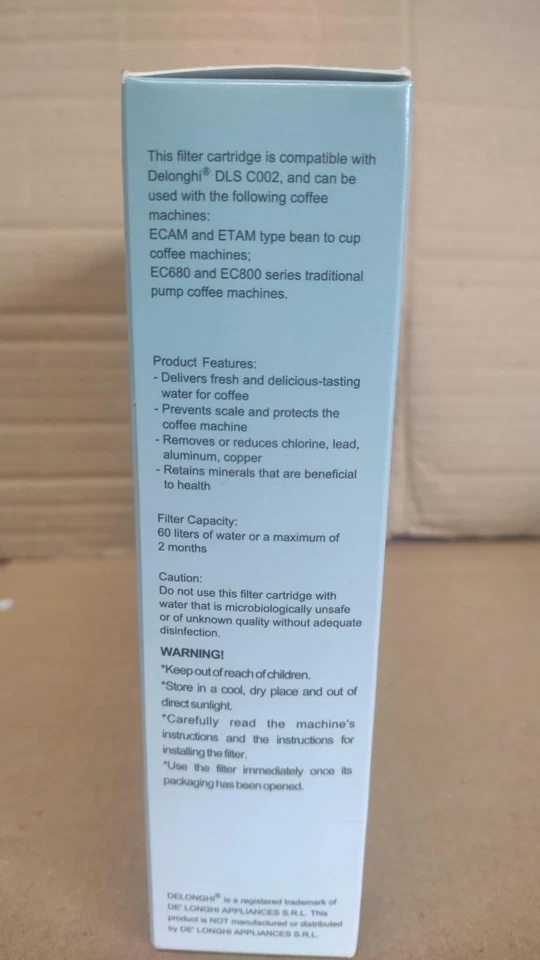 This filter cartridge is compatible with
Delonghi® DLS C002, and can be
used with the following coffee
machines:
ECAM and ETAM type bean to cup
coffee machines;
EC680 and EC800 series traditional
pump coffee machines.
Product Features:
- Delivers fresh and delicious-tasting
water for coffee
- Prevents scale and protects the
coffee machine
- Removes or reduces chlorine, lead,
aluminum, copper
- Retains minerals that are beneficial
to health
Filter Capacity:
60 liters of water or a maximum of
2 months
Caution:
Do not use this filter cartridge with
water that is microbiologically unsafe
or of unknown quality without adequate
disinfection.
WARNING!
*Keep out of reach of children.
*Store in a cool, dry place and out of
direct sunlight.
*Carefully read the machine's
instructions and the instructions for
installing the filter.
*Use the filter immediately once its
packaging has been opened.
DELONGHI® is a registered trademark of
DE' LONGHI APPLIANCES S.R.L. This
product is NOT manufactured or distributed
by DE' LONGHI APPLIANCES S.R.L.